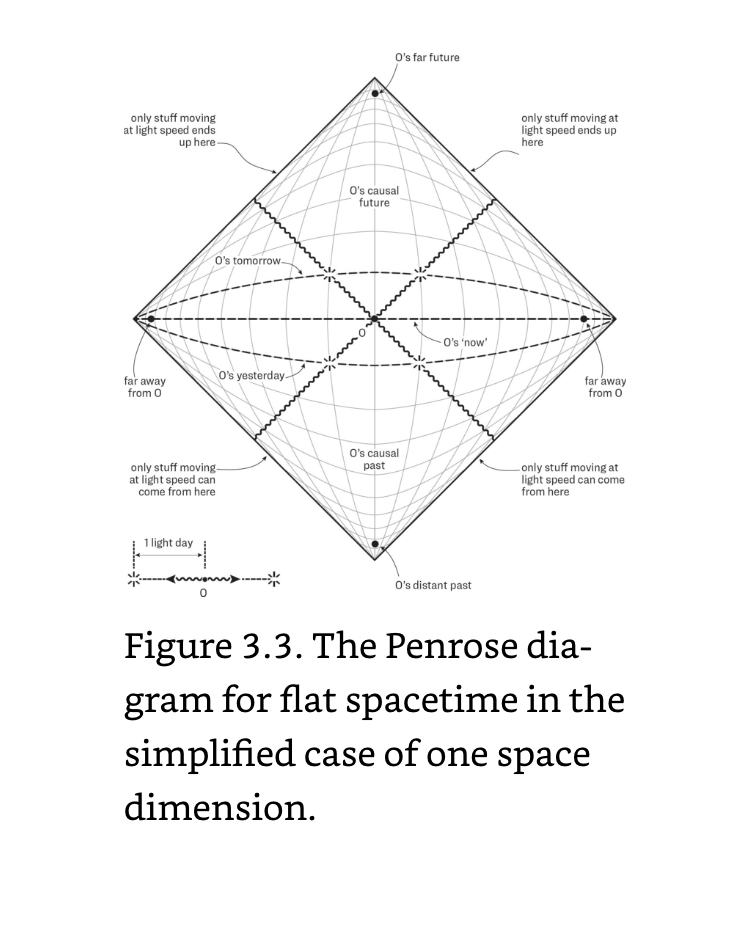 O's far future
only stuff moving
at light speed ends
up here
only stuff moving at
light speed ends up
here
O's causal
future
O's tomorrow
O
O's 'now'
O's yesterday
far away
from O
far away
from O
O's causal
past
only stuff moving
at light speed can
come from here
only stuff moving at
light speed can come
from here
1 light day
O
O's distant past
Figure 3.3. The Penrose dia-
gram for flat spacetime in the
simplified case of one space
dimension.